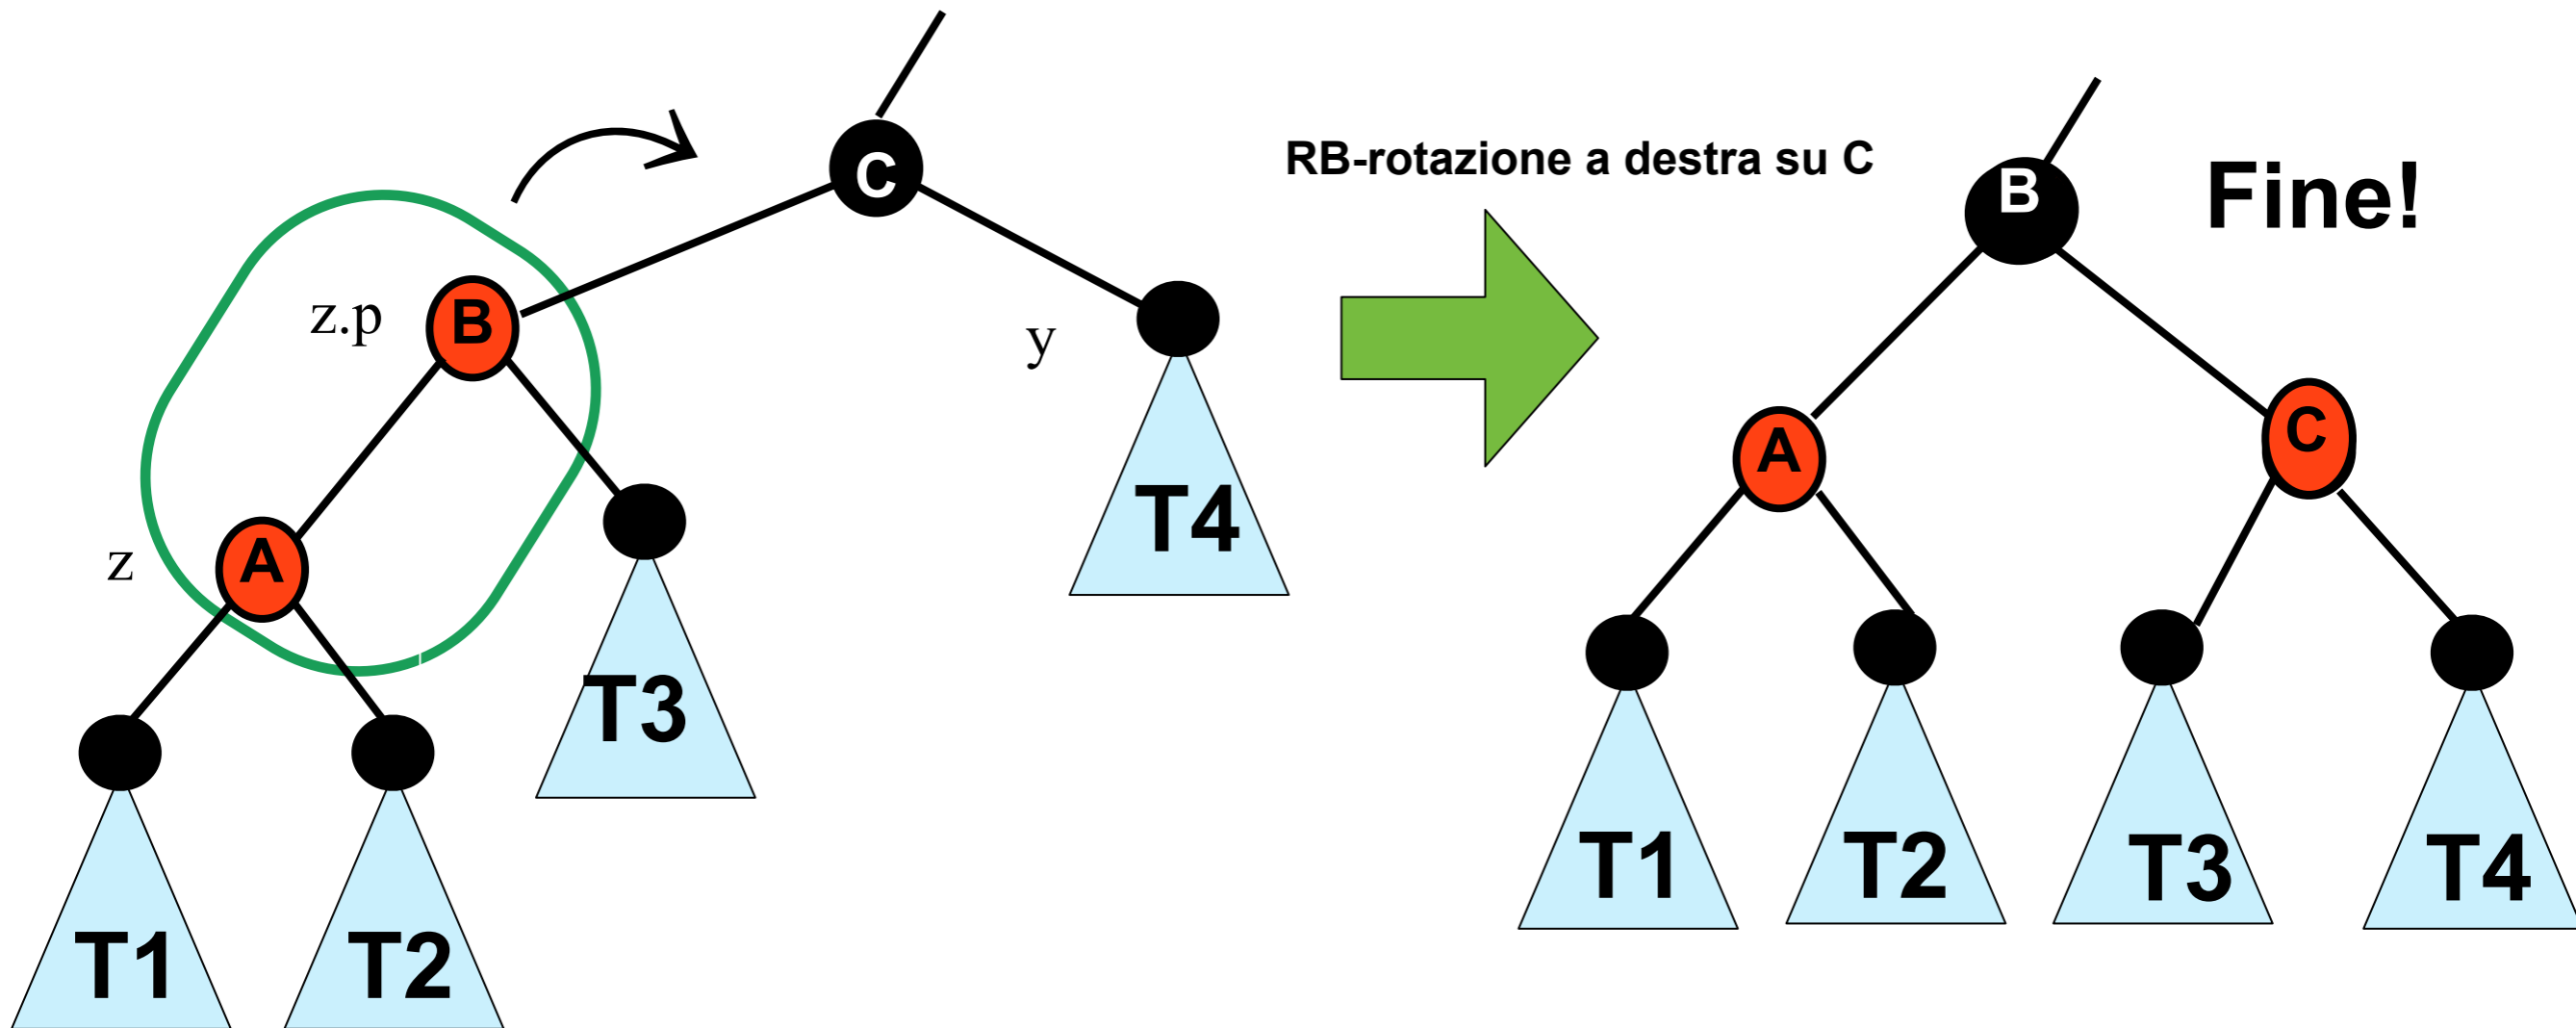 C
RB-rotazione a destra su C
B
Fine!
z.p
B
y
A
C
T4
z
A
T3
T1
T2
T3
T4
T1
T2